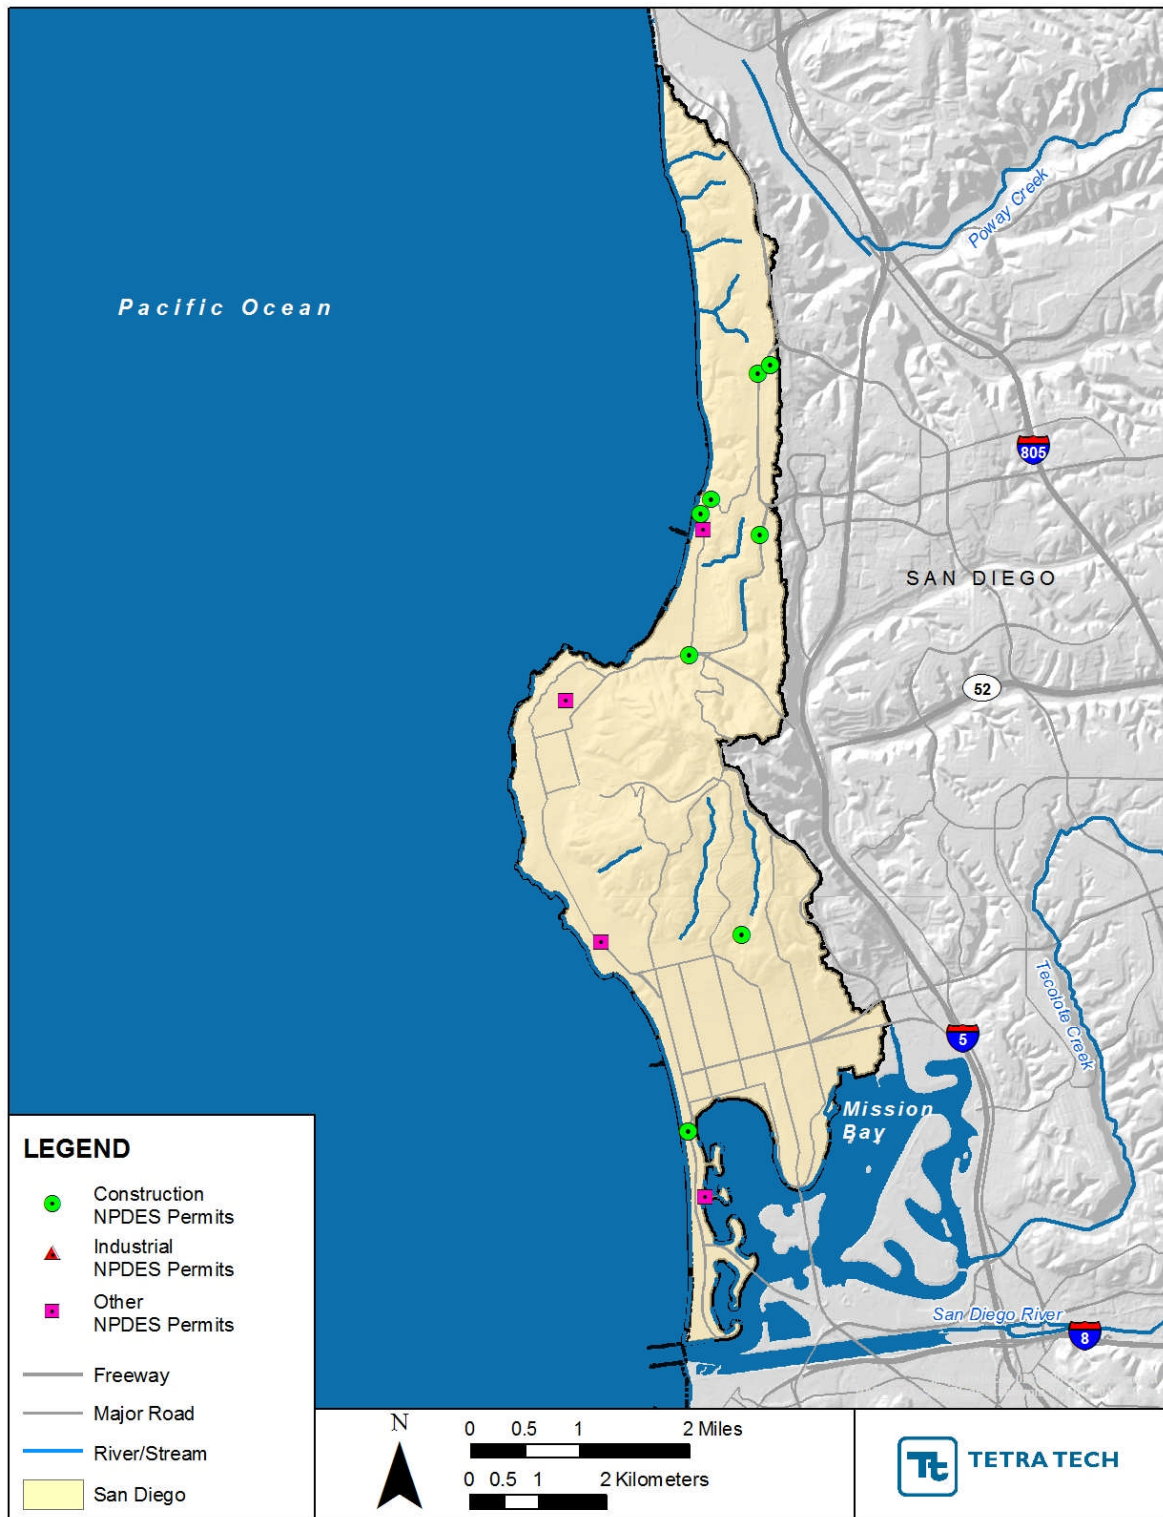 Poway Creek
Pacific Ocean
805
SAN DIEGO
52
Tecolote Creek
5
Mission
Bay
San Diego River
8
LEGEND
Construction
NPDES Permits
Industrial
NPDES Permits
Other
NPDES Permits
Freeway
Major Road
River/Stream
San Diego
N
0 0.5 1 2 Miles
0 0.5 1 2 Kilometers
Tt
TETRA TECH